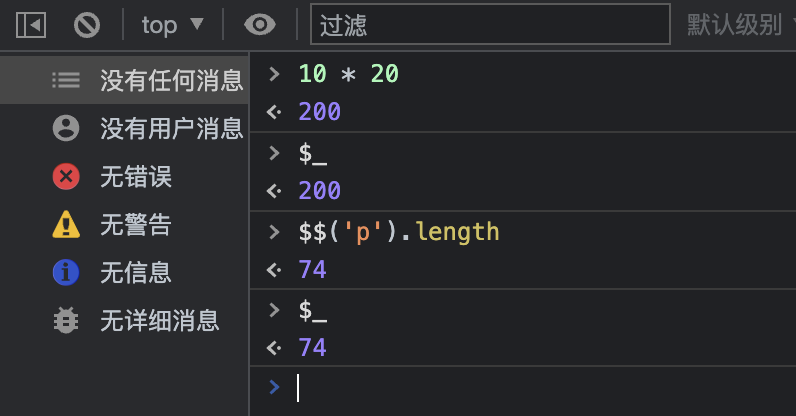 top ▼ 过滤 默认级别
没有任何消息
没有用户消息
无错误
无警告
无信息
无详细消息
> 10 * 20
200
> $_
200
> $$('p').length
74
> $_
74
>